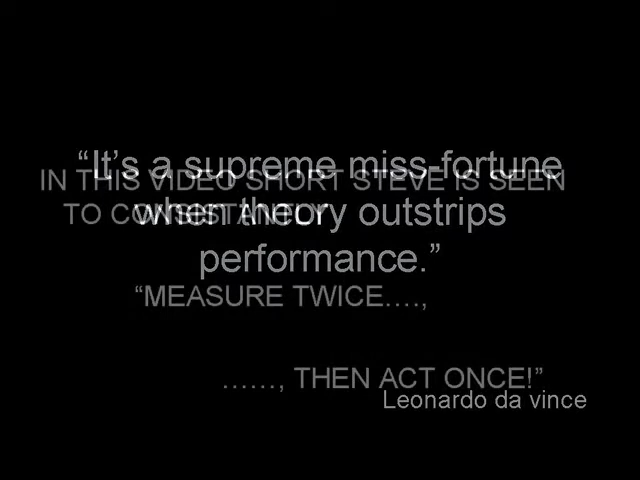 “It’s a supreme miss-fortune
when theory outstrips
performance.”
Leonardo da vince
IN THIS VIDEO SHORT STEVE IS SEEN
TO CONSISTANTLY
“MEASURE TWICE….,
……, THEN ACT ONCE!”